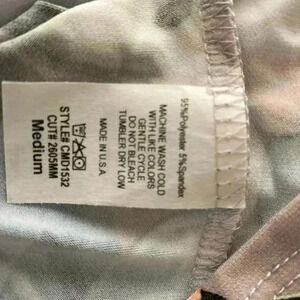 95%Polyester 5%Spandex
MACHINE WASH COLD
WITH LIKE COLORS
GENTLE CYCLE
DO NOT BLEACH
TUMBLER DRY LOW
MADE IN U.S.A
STYLE# CMD1532
CUT# 2605MM
Medium